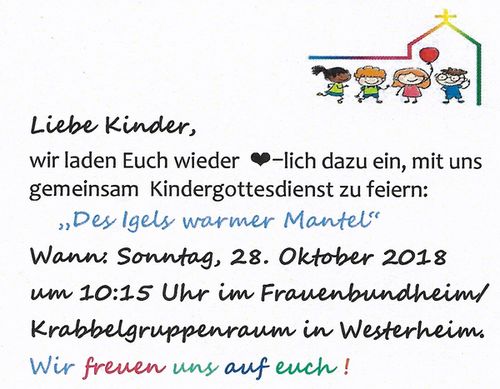 Liebe Kinder,
wir laden Euch wieder ❤-lich dazu ein, mit uns
gemeinsam Kindergottesdienst zu feiern:
„Des Igels warmer Mantel“
Wann: Sonntag, 28. Oktober 2018
um 10:15 Uhr im Frauenbundheim/
Krabbelgruppenraum in Westerheim.
Wir freuen uns auf euch !